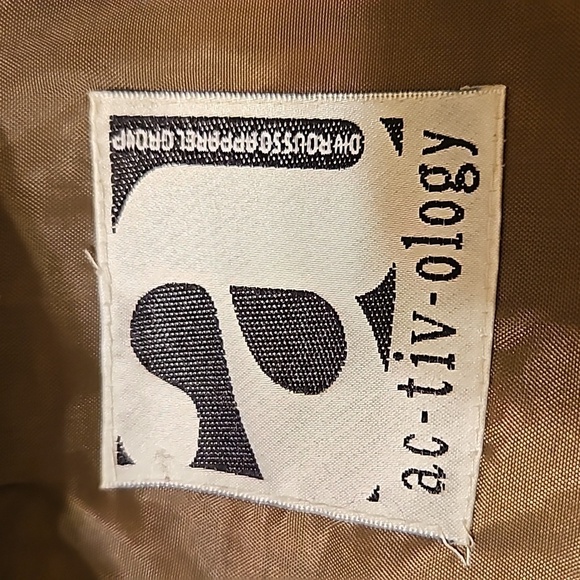 DIV ROUSSO APPAREL GROUP
ac-tiv-ology